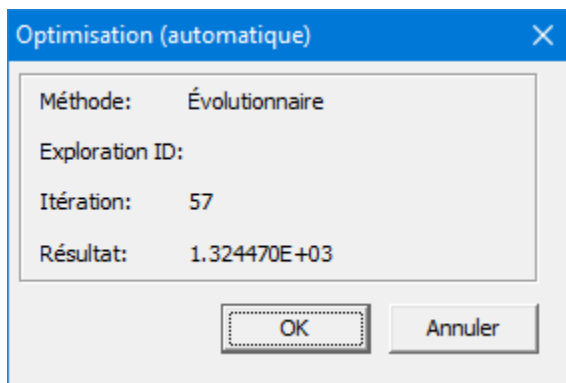 Optimisation (automatique)
Méthode: Évolutionnaire
Exploration ID:
Itération: 57
Résultat: 1.324470E+03
OK Annuler